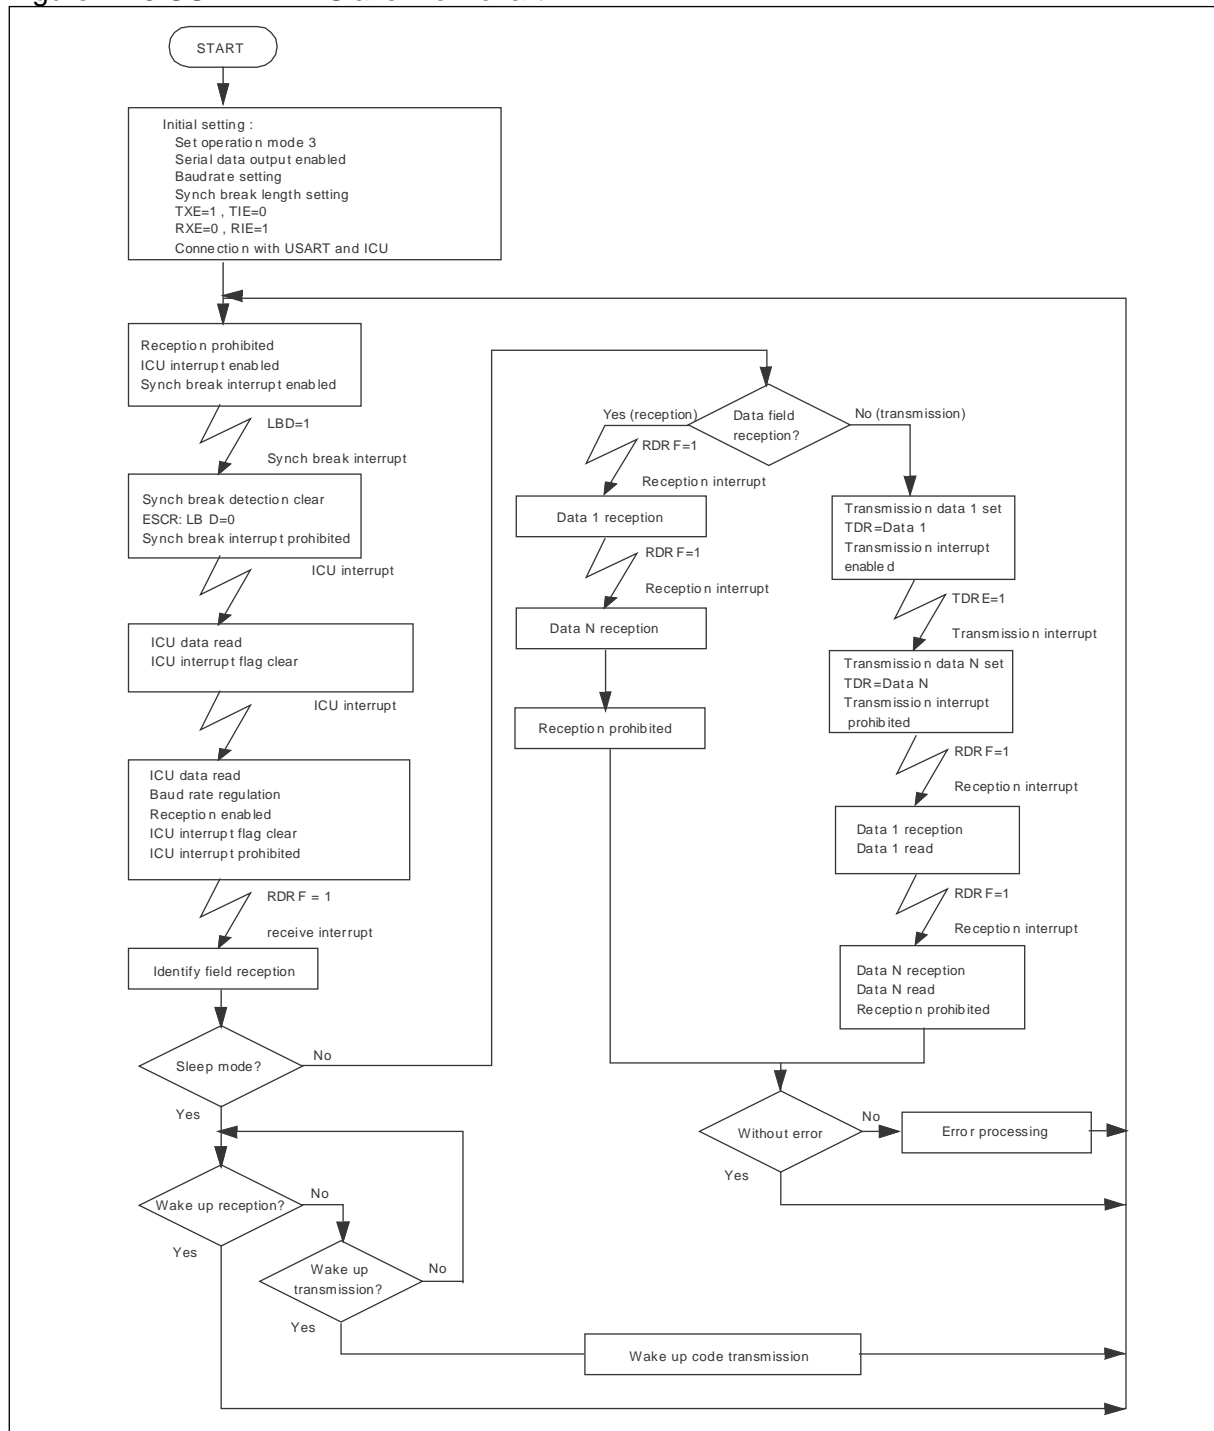 START
Initial setting :
Set operation mode 3
Serial data output enabled
Baudrate setting
Synch break length setting
TXE=1 , TIE=0
RXE=0 , RIE=1
Connection with USART and ICU
Reception prohibited
ICU interrupt enabled
Synch break interrupt enabled
LBD=1
Synch break interrupt
Synch break detection clear
ESCR: LB D=0
Synch break interrupt prohibited
ICU interrupt
ICU data read
ICU interrupt flag clear
ICU interrupt
ICU data read
Baud rate regulation
Reception enabled
ICU interrupt flag clear
ICU interrupt prohibited
RDRF = 1
receive interrupt
Identify field reception
Sleep mode?
No
Yes
Wake up reception?
No
Yes
Wake up
transmission?
No
Yes
Wake up code transmission
Data field
reception?
Yes (reception)
No (transmission)
RDRF=1
Reception interrupt
Data 1 reception
RDRF=1
Reception interrupt
Data N reception
Reception prohibited
Transmission data 1 set
TDR=Data 1
Transmission interrupt
enabled
TDRE=1
Transmission interrupt
Transmission data N set
TDR=Data N
Transmission interrupt
prohibited
RDRF=1
Reception interrupt
Data 1 reception
Data 1 read
RDRF=1
Reception interrupt
Data N reception
Data N read
Reception prohibited
Without error
No
Error processing
Yes